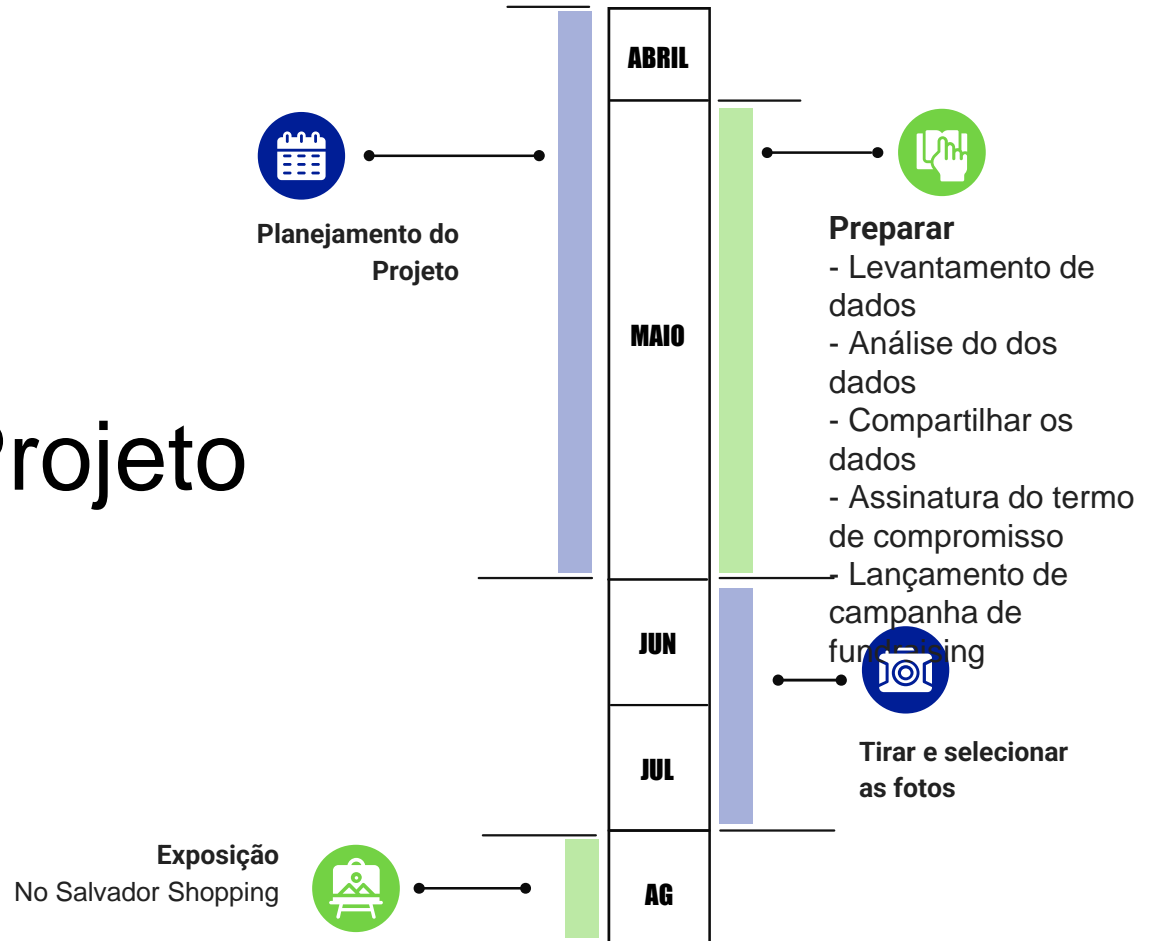 ABRIL
Planejamento do
Projeto
Preparar
- Levantamento de
dados
- Análise do dos
dados
- Compartilhar os
dados
- Assinatura do termo
de compromisso
- Lançamento de
campanha de
fundraising
MAIO
Projeto
JUN
Tirar e selecionar
as fotos
JUL
Exposição
No Salvador Shopping
AG